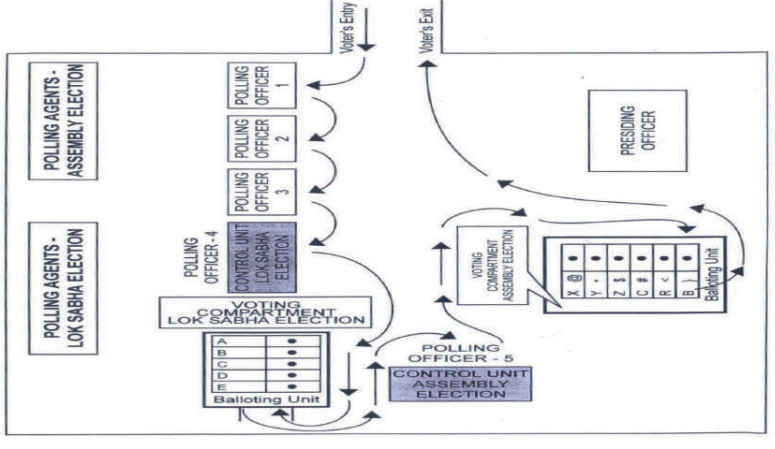 Voter's Entry
Voter's Exit
POLLING AGENTS -
ASSEMBLY ELECTION
POLLING
OFFICER
1
POLLING
OFFICER
2
POLLING
OFFICER
3
PRESIDING
OFFICER
POLLING AGENTS -
LOK SABHA ELECTION
POLLING
OFFICER-4
CONTROL UNIT
LOK SABHA
ELECTION
VOTING
COMPARTMENT
LOK SABHA ELECTION
A
B
C
D
E
Balloting Unit
POLLING
OFFICER - 5
CONTROL UNIT
ASSEMBLY
ELECTION
VOTING
COMPARTMENT
ASSEMBLY ELECTION
X @
Y *
Z $
C #
R <
B }
Balloting Unit